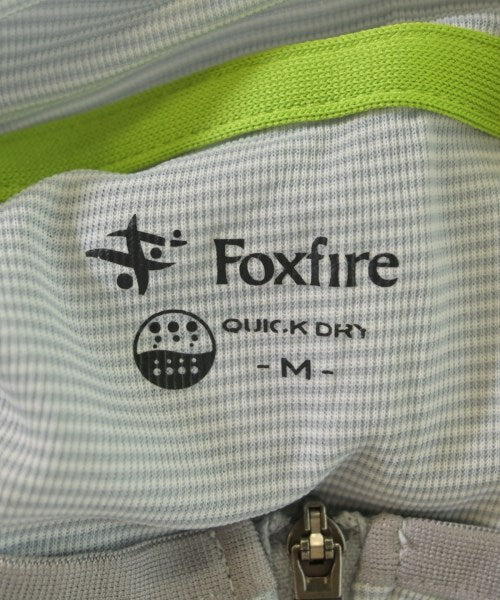 Foxfire
QUICK DRY
- M -